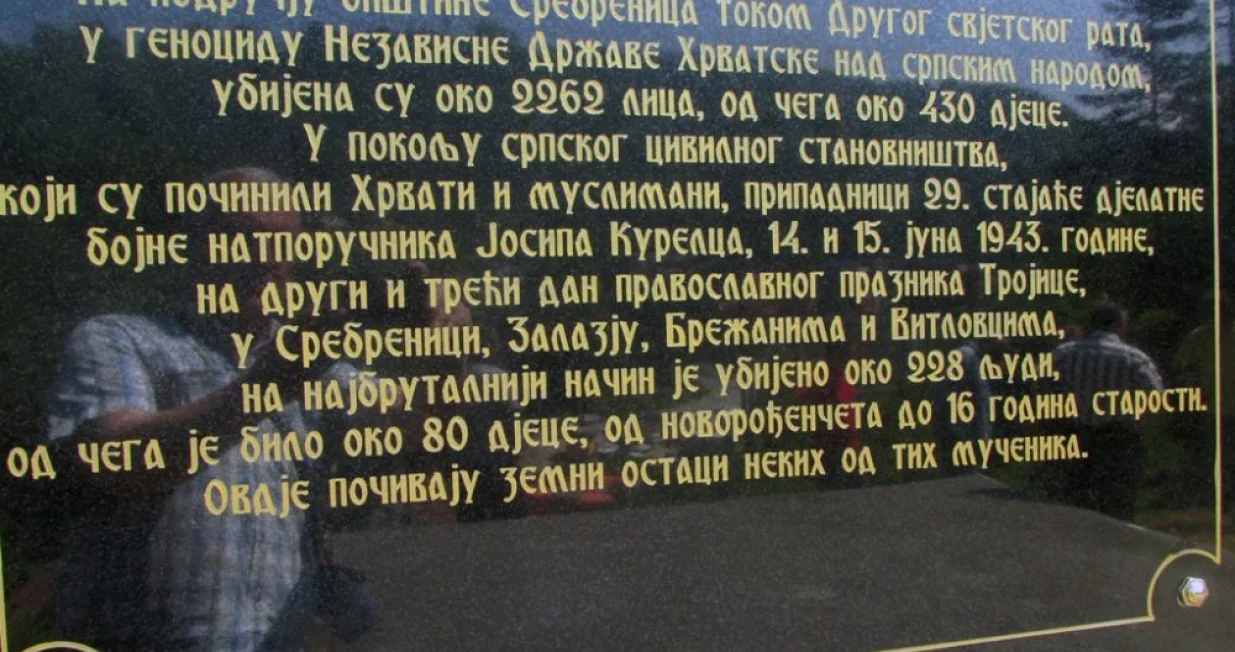 На подручју општине Сребреница током Другог свјетског рата,
у геноциду Независне Државе Хрватске над српским народом,
убијена су око 2262 лица, од чега око 430 дјеце.
У покољу српског цивилног становништва,
који су починили Хрвати и муслимани, припадници 29. стајаће дјелатне
бојне натпоручника Јосипа Курелца, 14. и 15. јуна 1943. године,
на други и трећи дан православног празника Тројице,
у Сребреници, Залазју, Брежанима и Витловцима,
на најбруталнији начин је убијено око 228 људи,
од чега је било око 80 дјеце, од новорођенчета до 16 година старости.
Овдје почивају земни остаци неких од тих мученика.